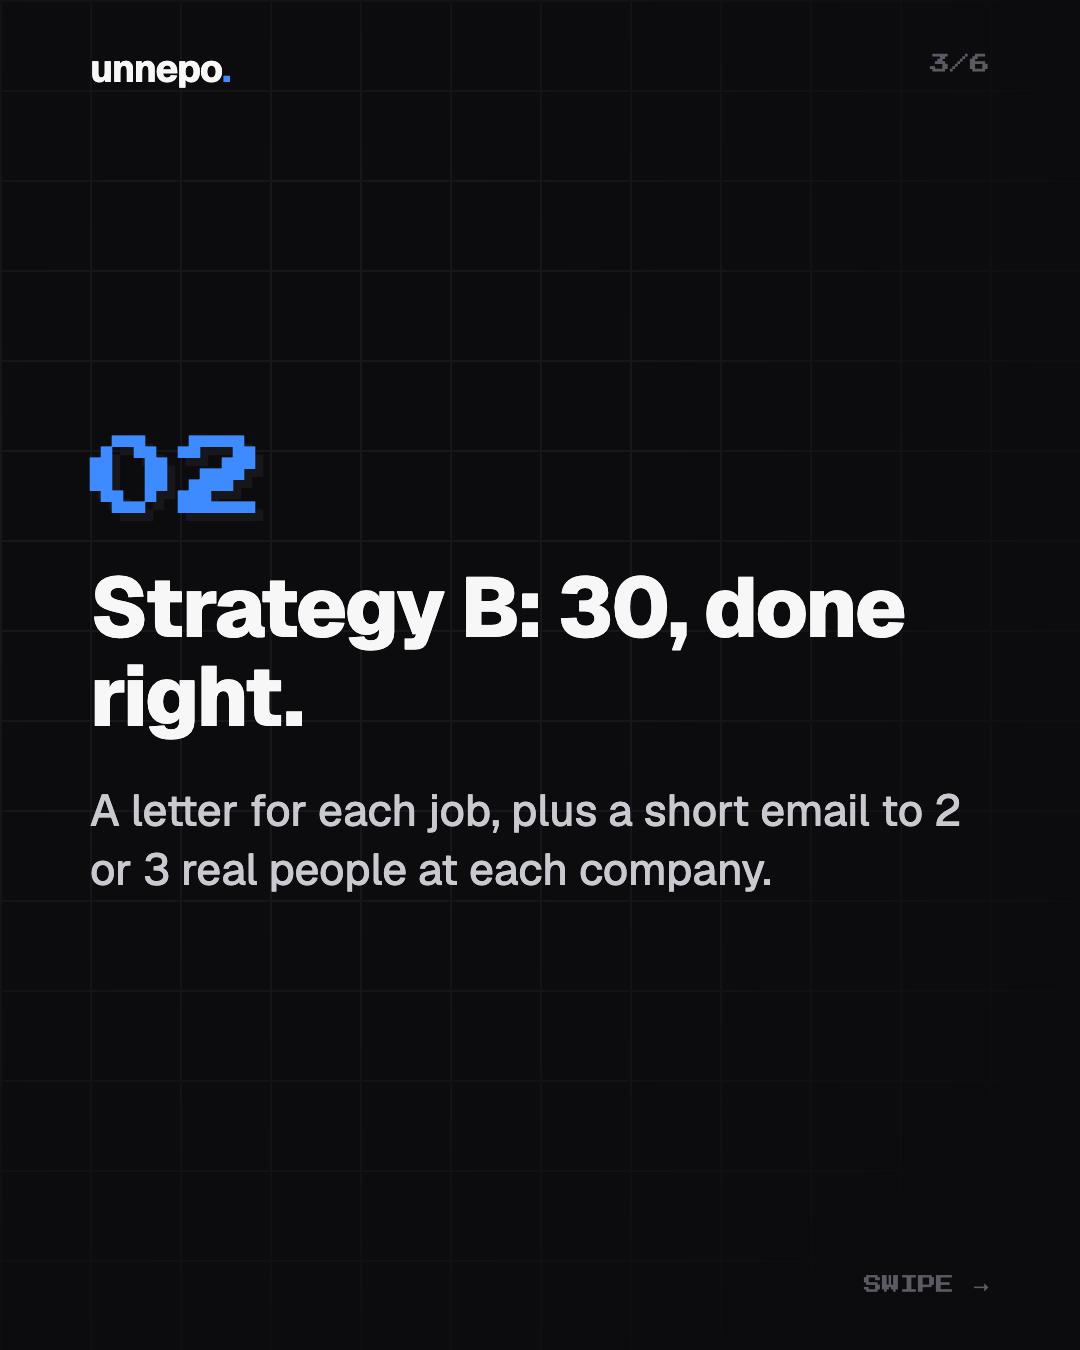 unnepo.
3/6
02
Strategy B: 30, done
right.
A letter for each job, plus a short email to 2
or 3 real people at each company.
SWIPE →